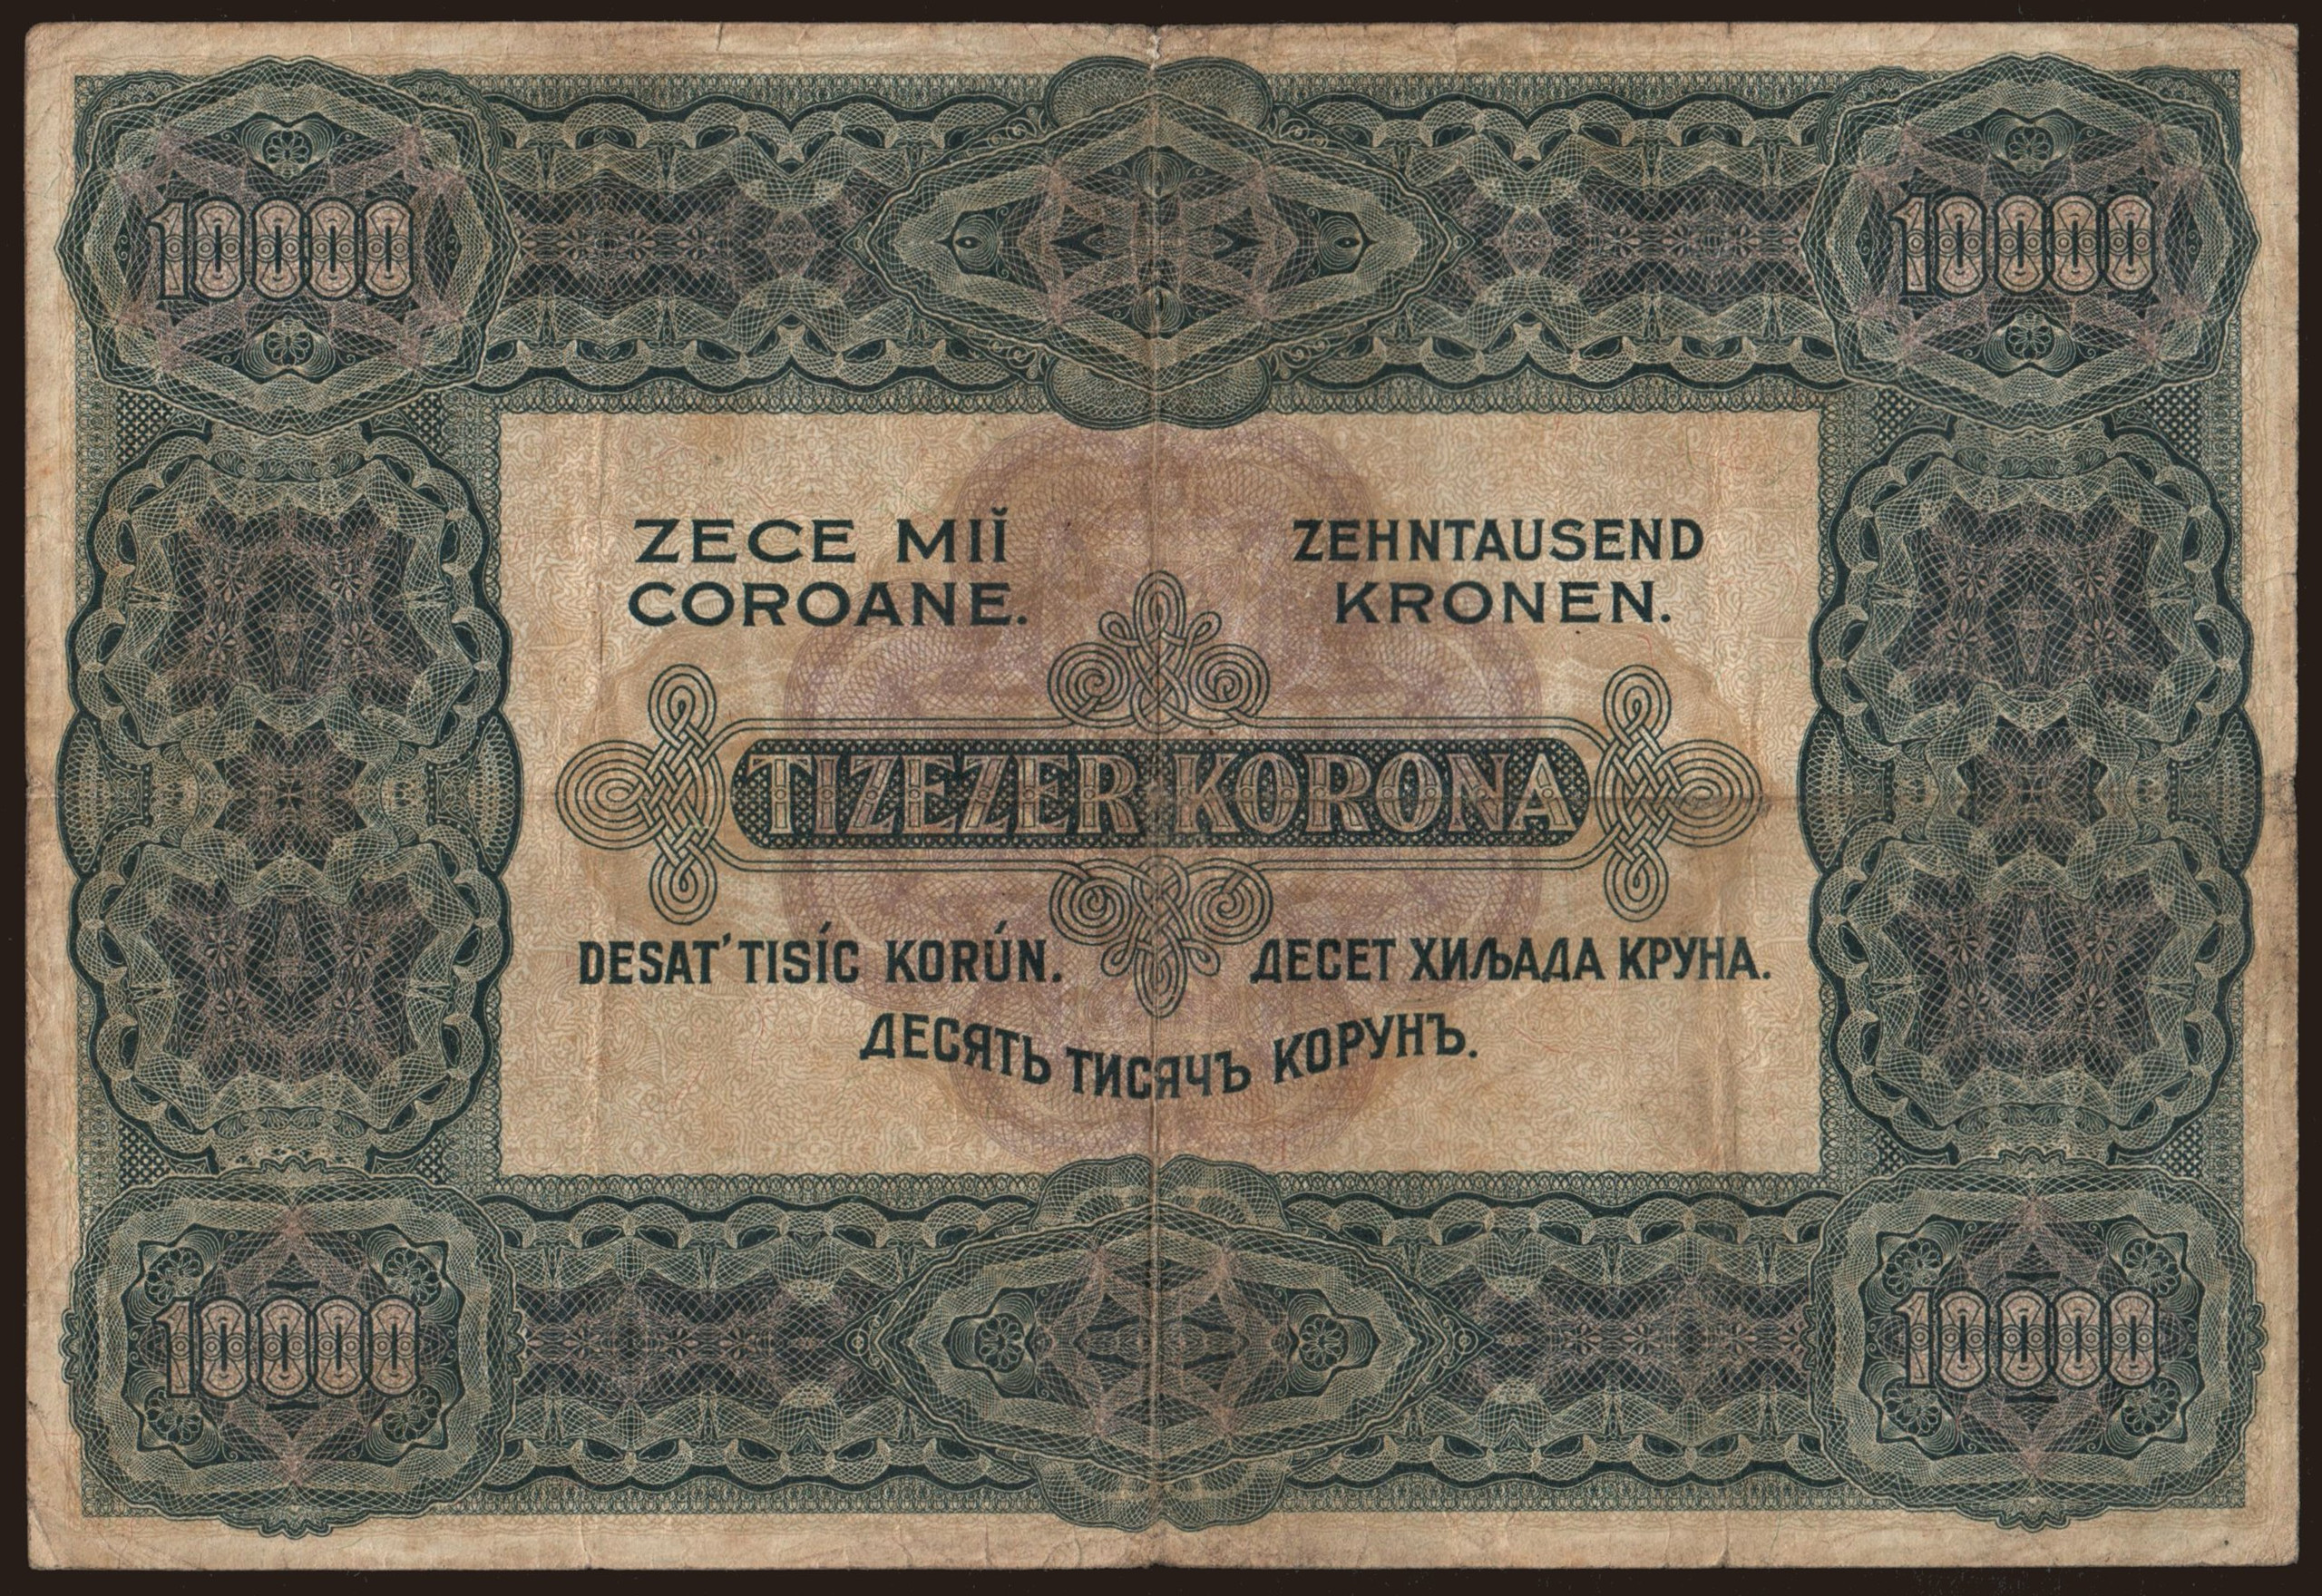 10000
10000
ZECE MIĬ
COROANE.
ZEHNTAUSEND
KRONEN.
TIZEZER KORONA
DESAT' TISÍC KORÚN.
ДЕСЕТ ХИЉАДА КРУНА.
ДЕСЯТЬ ТИСЯЧЪ КОРУНЪ.
10000
10000